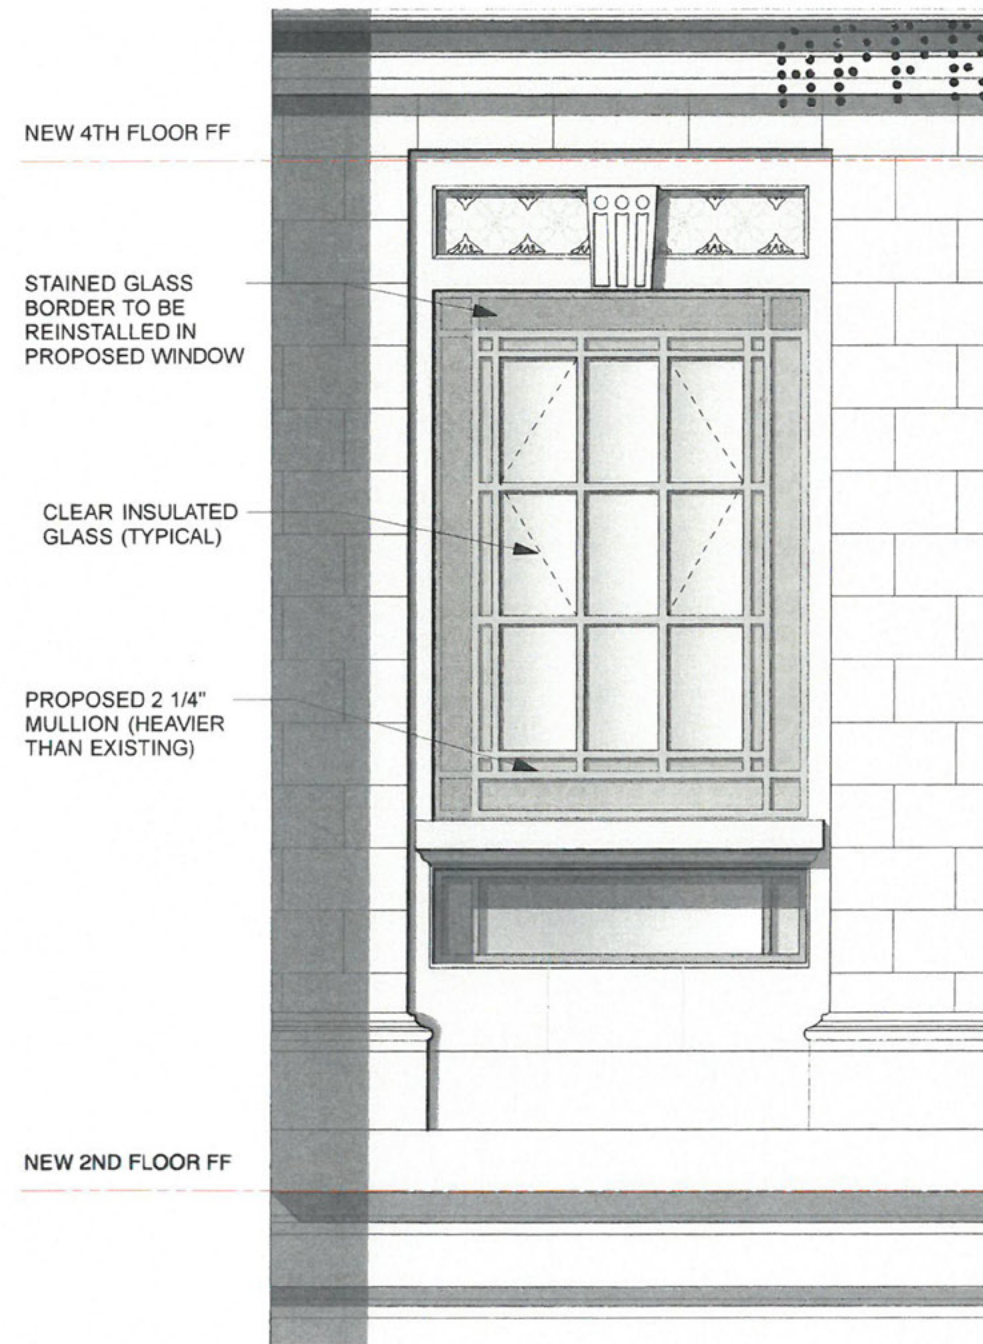 NEW 4TH FLOOR FF
STAINED GLASS
BORDER TO BE
REINSTALLED IN
PROPOSED WINDOW
CLEAR INSULATED
GLASS (TYPICAL)
PROPOSED 2 1/4"
MULLION (HEAVIER
THAN EXISTING)
NEW 2ND FLOOR FF